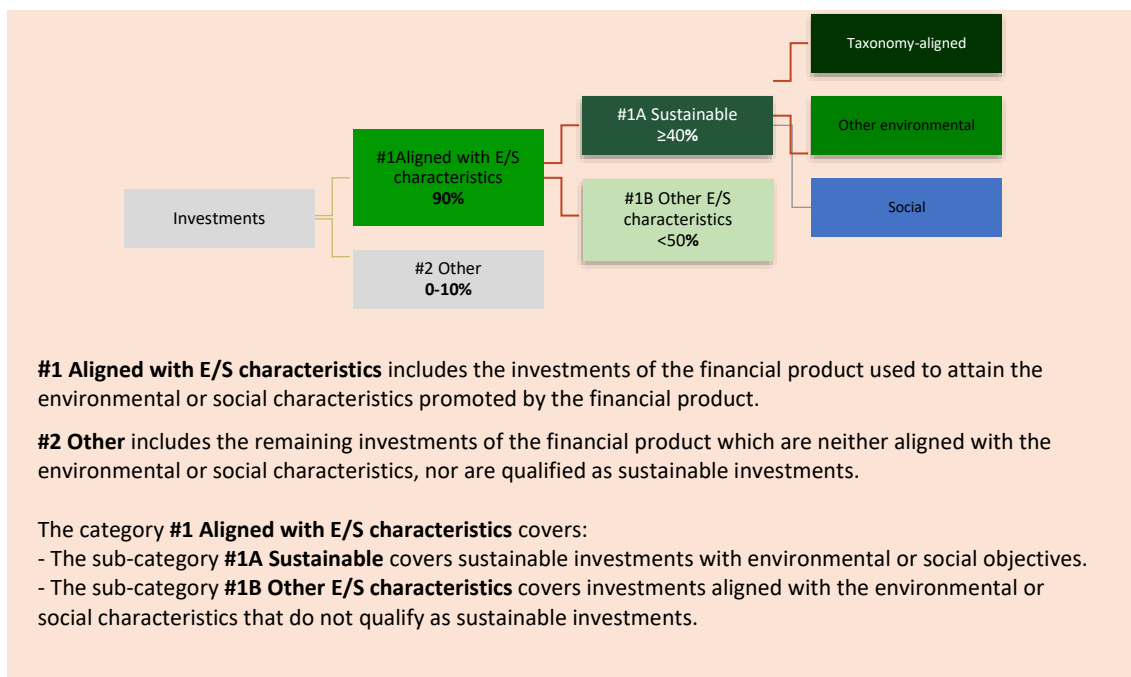 Taxonomy-aligned
#1A Sustainable
≥40%
Other environmental
#1Aligned with E/S
characteristics
90%
#1B Other E/S
characteristics
<50%
Investments
Social
#2 Other
0-10%
#1 Aligned with E/S characteristics includes the investments of the financial product used to attain the
environmental or social characteristics promoted by the financial product.
#2 Other includes the remaining investments of the financial product which are neither aligned with the
environmental or social characteristics, nor are qualified as sustainable investments.
The category #1 Aligned with E/S characteristics covers:
- The sub-category #1A Sustainable covers sustainable investments with environmental or social objectives.
- The sub-category #1B Other E/S characteristics covers investments aligned with the environmental or
social characteristics that do not qualify as sustainable investments.